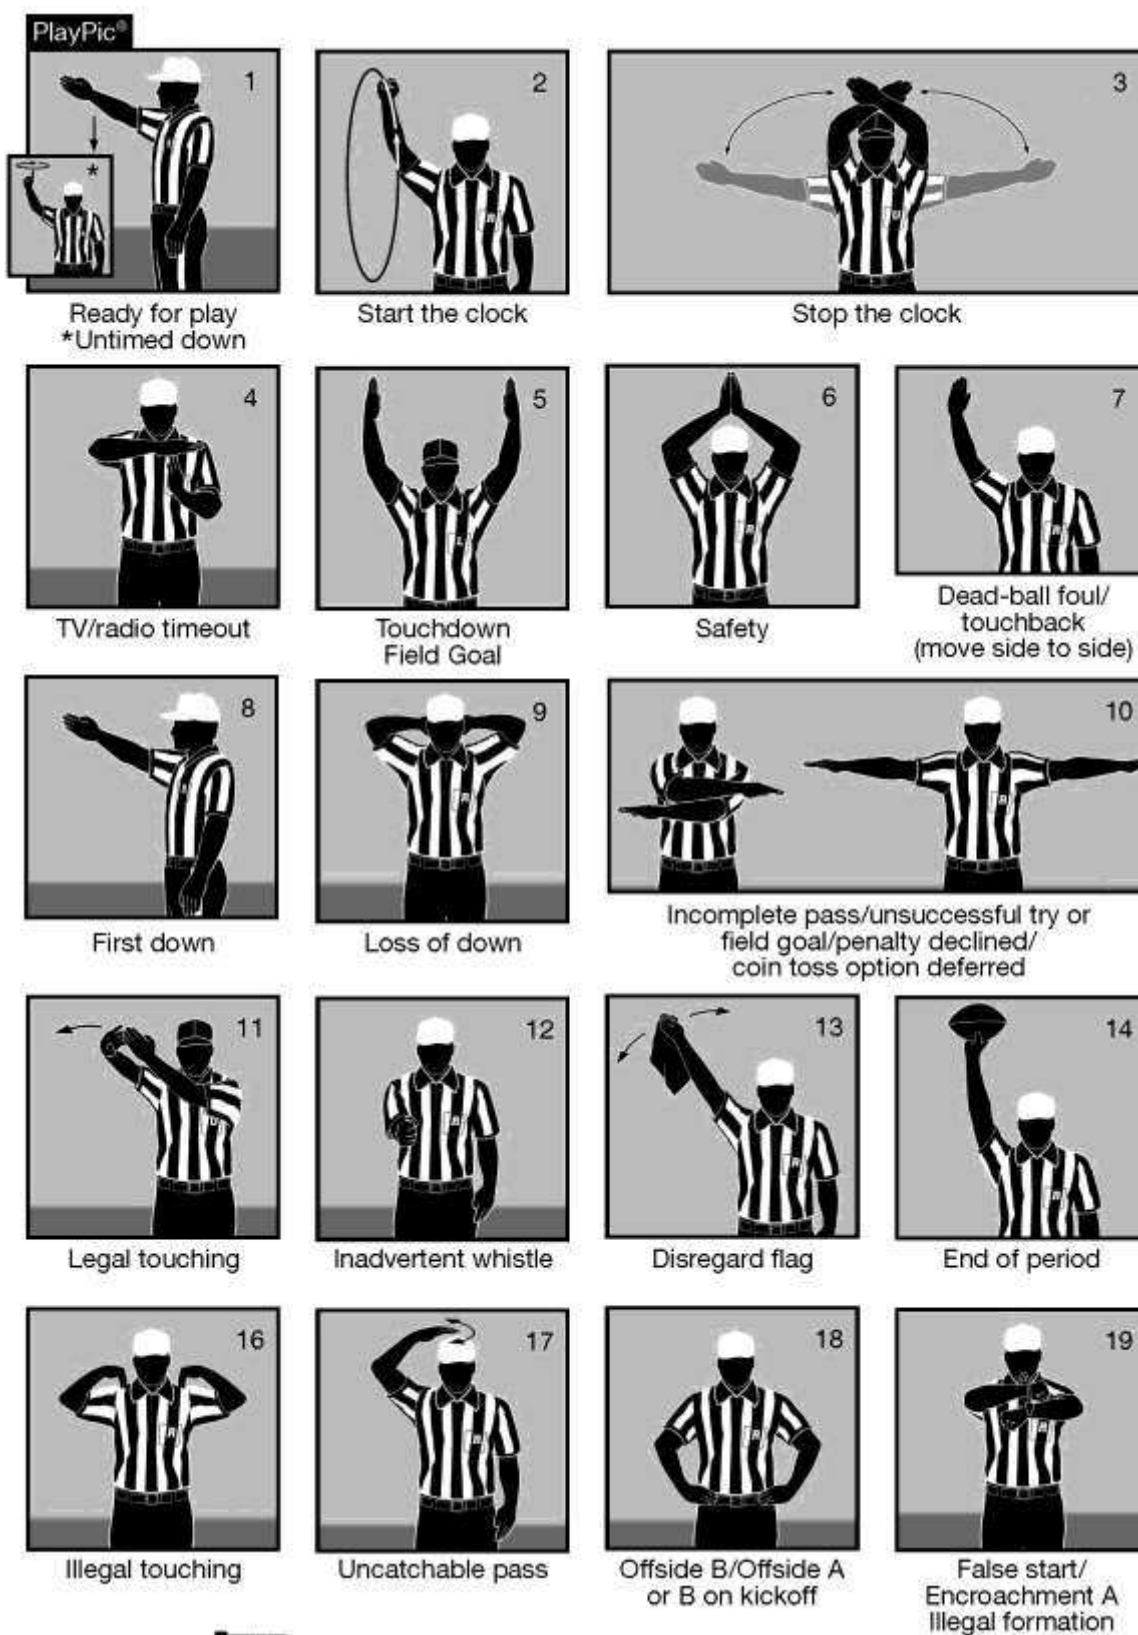 PlayPic®
1
2
3
*
Ready for play
*Untimed down
Start the clock
Stop the clock
4
5
6
7
TV/radio timeout
Touchdown
Field Goal
Safety
Dead-ball foul/
touchback
(move side to side)
8
9
10
First down
Loss of down
Incomplete pass/unsuccessful try or
field goal/penalty declined/
coin toss option deferred
11
12
13
14
Legal touching
Inadvertent whistle
Disregard flag
End of period
16
17
18
19
Illegal touching
Uncatchable pass
Offside B/Offside A
or B on kickoff
False start/
Encroachment A
Illegal formation